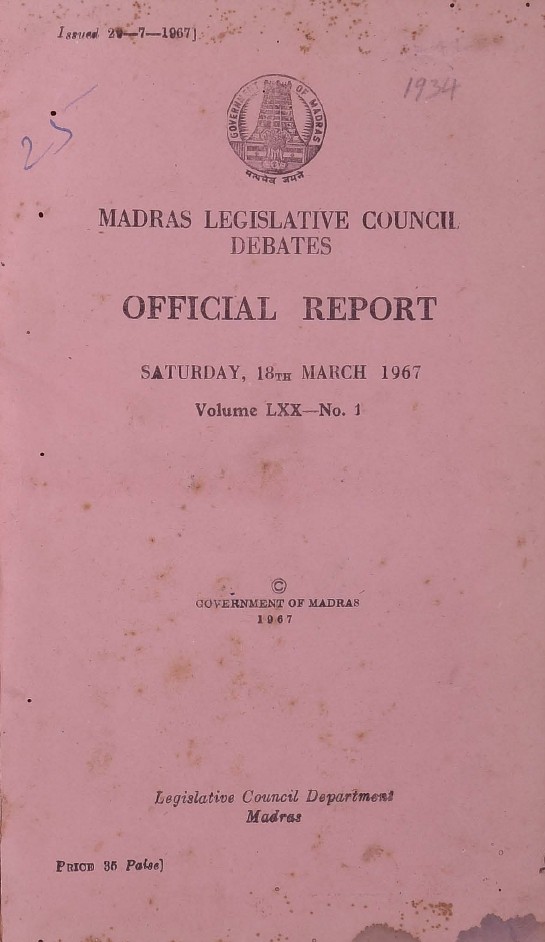 Issued 29—7—1967]
1934
25
GOVERNMENT OF MADRAS
सत्यमेव जयते
MADRAS LEGISLATIVE COUNCIL
DEBATES
OFFICIAL REPORT
SATURDAY, 18TH MARCH 1967
Volume LXX—No. 1
©
GOVERNMENT OF MADRAS
1967
Legislative Council Department
Madras
PRICE 35 Paise]